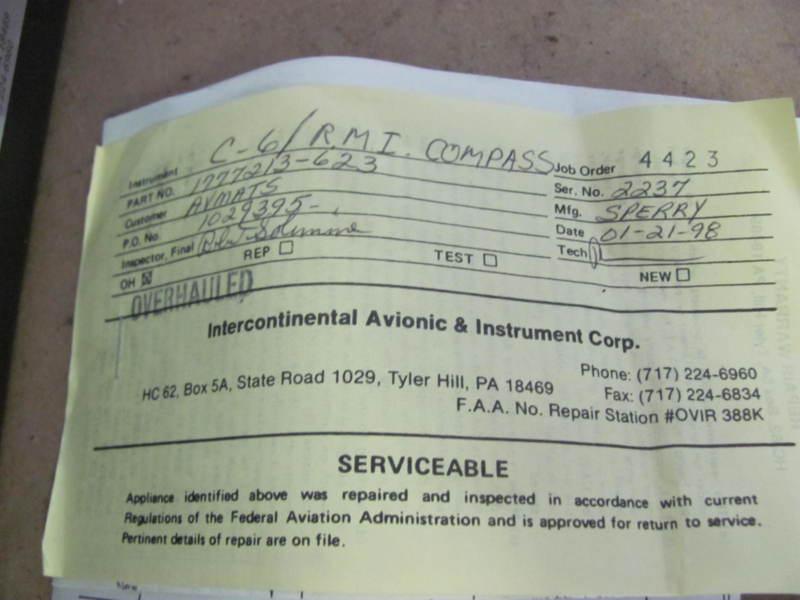 Instrument C-6/R.M.I. COMPASS Job Order 4423
PART NO. 1777213-623 Ser. No. 2237
Customer AVMATS Mfg. SPERRY
P.O. No. 1029395- Date 01-21-98
Inspector, Final Tech
OH ☒ REP ☐ TEST ☐ NEW ☐
OVERHAULED
Intercontinental Avionic & Instrument Corp.
HC 62, Box 5A, State Road 1029, Tyler Hill, PA 18469
Phone: (717) 224-6960
Fax: (717) 224-6834
F.A.A. No. Repair Station #OVIR 388K
SERVICEABLE
Appliance identified above was repaired and inspected in accordance with current
Regulations of the Federal Aviation Administration and is approved for return to service.
Pertinent details of repair are on file.